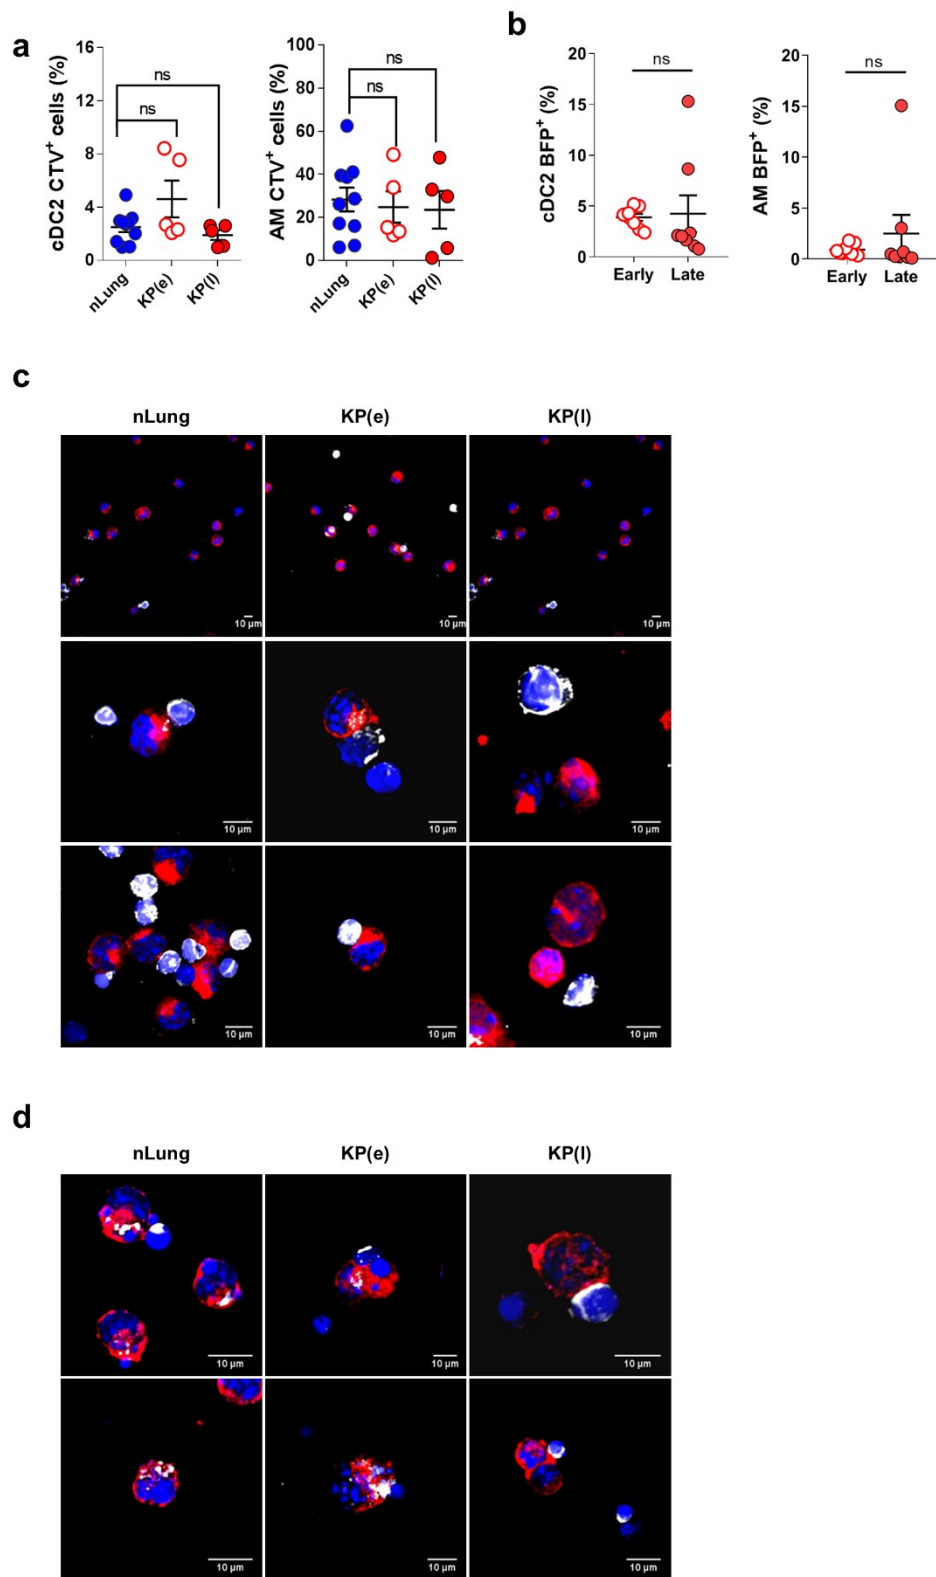 a
cDC2 CTV⁺ cells (%)
16
12
8
4
0
ns
ns
nLung
KP(e)
KP(l)
AM CTV⁺ cells (%)
100
80
60
40
20
0
ns
ns
nLung
KP(e)
KP(l)
b
cDC2 BFP⁺ (%)
20
15
10
5
0
ns
Early
Late
AM BFP⁺ (%)
20
15
10
5
0
ns
Early
Late
c
nLung KP(e) KP(l)
10 µm 10 µm 10 µm
10 µm 10 µm 10 µm
10 µm 10 µm 10 µm
d
nLung KP(e) KP(l)
10 µm 10 µm 10 µm
10 µm 10 µm 10 µm